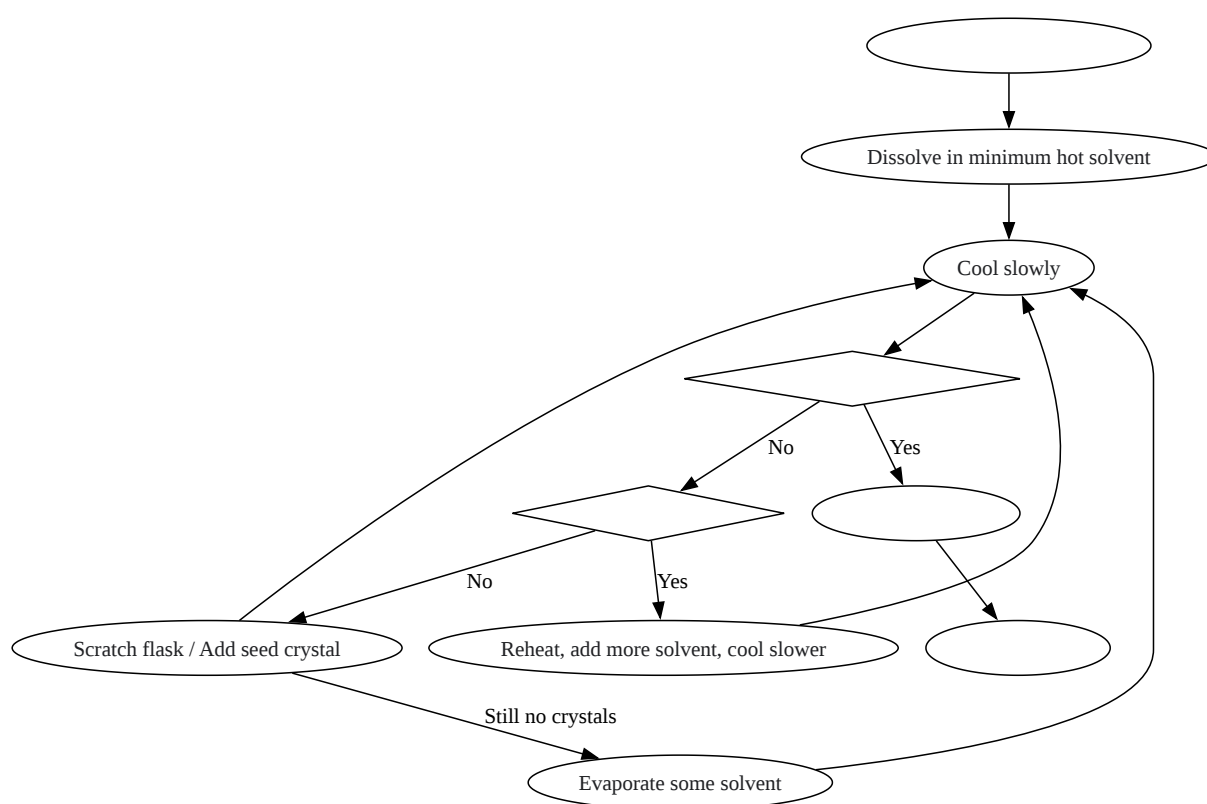 Dissolve in minimum hot solvent
Cool slowly
No
Yes
No
Yes
Scratch flask / Add seed crystal
Reheat, add more solvent, cool slower
Still no crystals
Evaporate some solvent